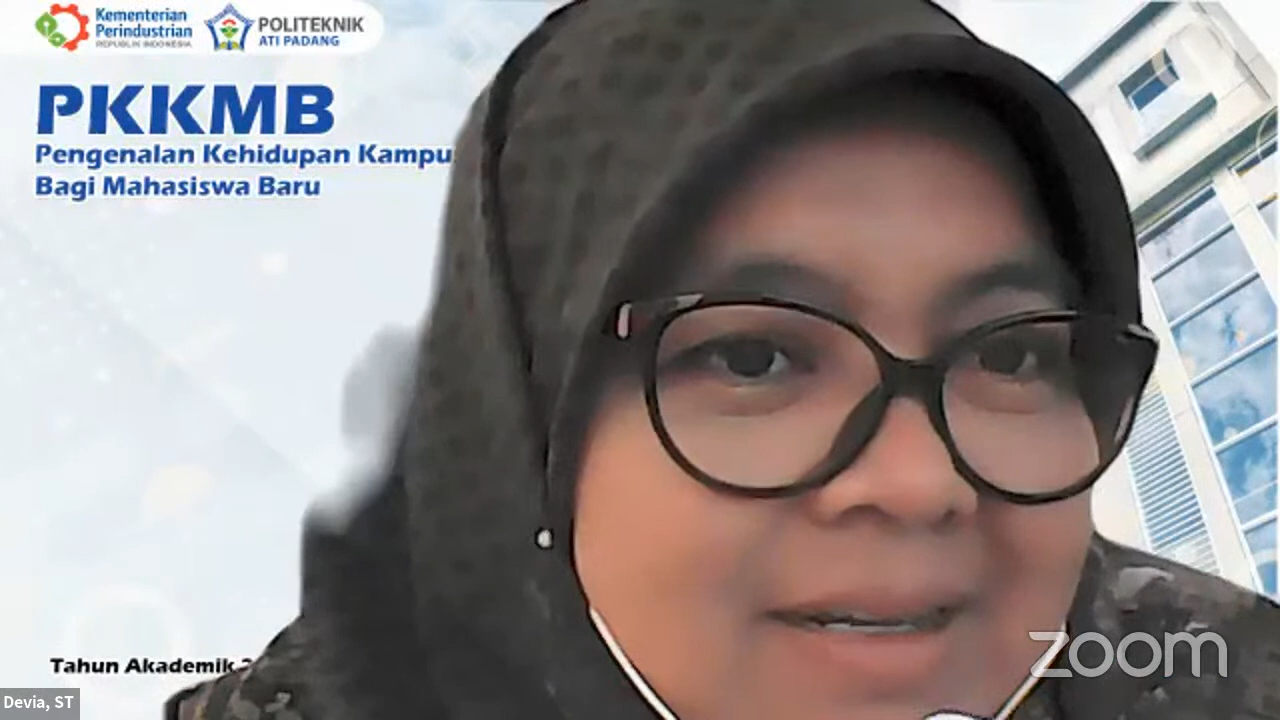 Kementerian
Perindustrian
REPUBLIK INDONESIA
POLITEKNIK
ATI PADANG
PKKMB
Pengenalan Kehidupan Kampu
Bagi Mahasiswa Baru
Tahun Akademik
Devia, ST
zoom